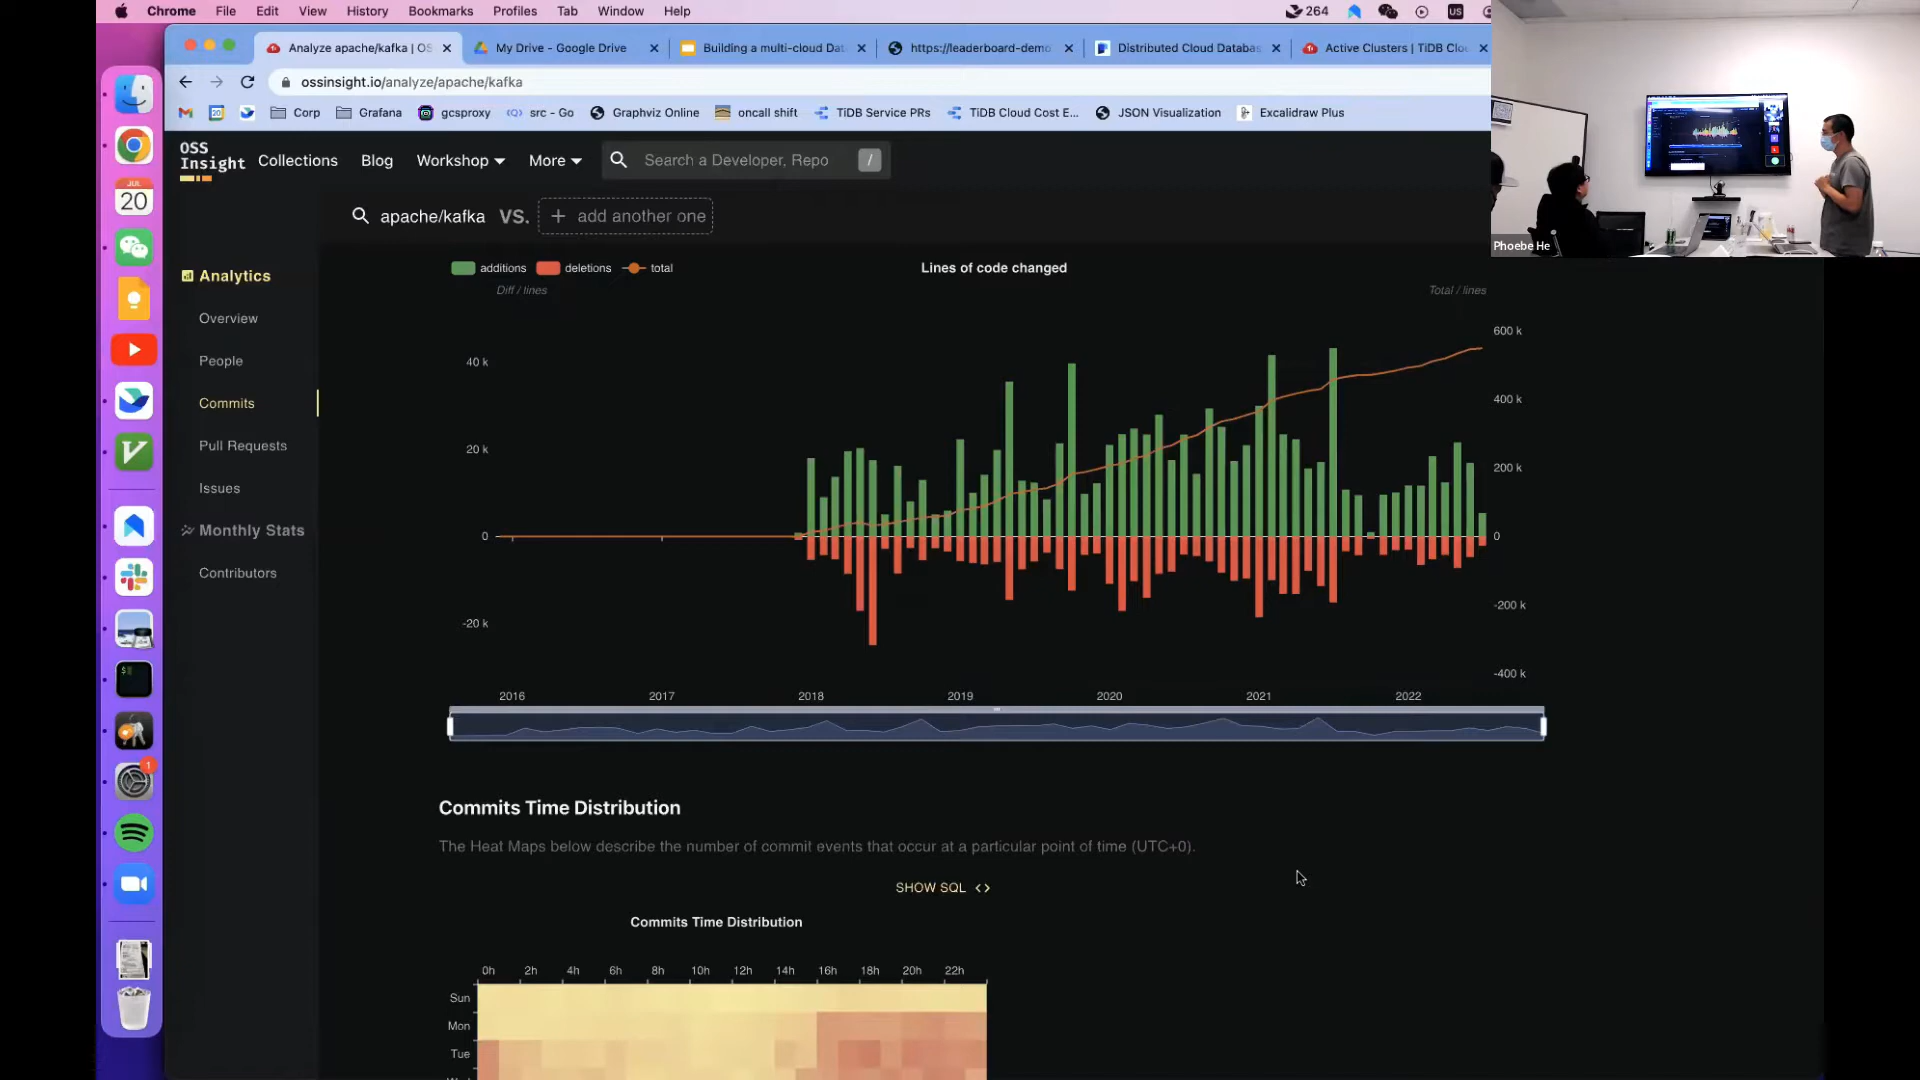 Chrome File Edit View History Bookmarks Profiles Tab Window Help
264
US
Analyze apache/kafka | OS
My Drive - Google Drive
Building a multi-cloud Dat
https://leaderboard-demo
Distributed Cloud Databas
Active Clusters | TiDB Clou
ossinsight.io/analyze/apache/kafka
Corp
Grafana
gcsproxy
src - Go
Graphviz Online
oncall shift
TiDB Service PRs
TiDB Cloud Cost E...
JSON Visualization
Excalidraw Plus
OSS
Insight
Collections
Blog
Workshop
More
Search a Developer, Repo
/
JUL
20
apache/kafka VS. + add another one
Phoebe He
Analytics
Overview
People
Commits
Pull Requests
Issues
Monthly Stats
Contributors
additions deletions total
Lines of code changed
Diff / lines
Total / lines
40 k
20 k
0
-20 k
600 k
400 k
200 k
0
-200 k
-400 k
2016 2017 2018 2019 2020 2021 2022
1
Commits Time Distribution
The Heat Maps below describe the number of commit events that occur at a particular point of time (UTC+0).
SHOW SQL <>
Commits Time Distribution
0h 2h 4h 6h 8h 10h 12h 14h 16h 18h 20h 22h
Sun
Mon
Tue